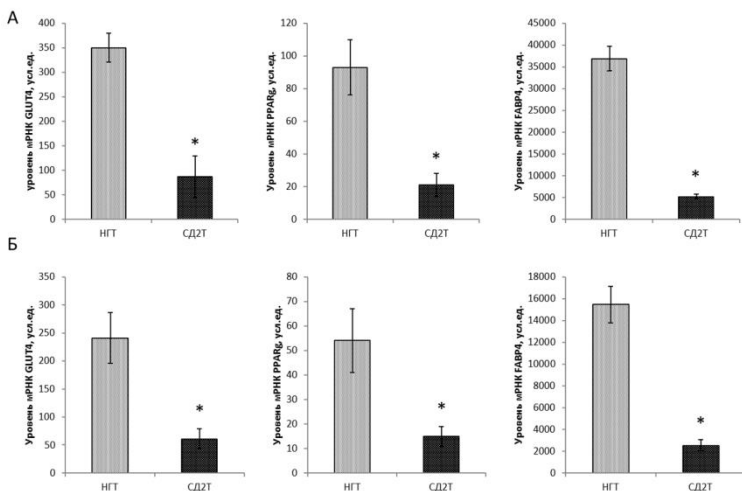 А
уровень мРНК GLUT4, усл.ед.
400
350
300
250
200
150
100
50
0
*
НГТ
СД2Т
Уровень мРНК PPARg, усл.ед.
120
100
80
60
40
20
0
*
НГТ
СД2Т
Уровень мРНК FABP4, усл.ед.
45000
40000
35000
30000
25000
20000
15000
10000
5000
0
*
НГТ
СД2Т
Б
Уровень мРНК GLUT4, усл.ед.
350
300
250
200
150
100
50
0
*
НГТ
СД2Т
Уровень мРНК PPARg, усл.ед.
80
70
60
50
40
30
20
10
0
*
НГТ
СД2Т
Уровень мРНК FABP4, усл.ед.
18000
16000
14000
12000
10000
8000
6000
4000
2000
0
*
НГТ
СД2Т